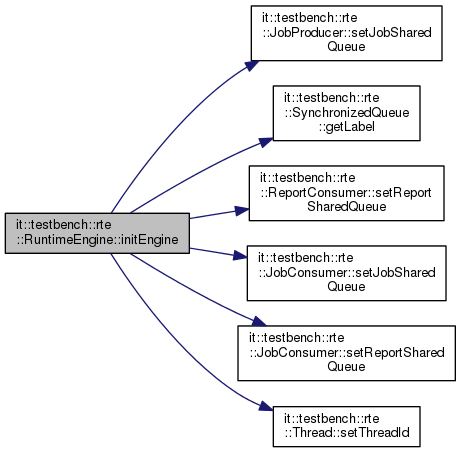 it::testbench::rte
::RuntimeEngine::initEngine
it::testbench::rte
::JobProducer::setJobShared
Queue
it::testbench::rte
::SynchronizedQueue
::getLabel
it::testbench::rte
::ReportConsumer::setReport
SharedQueue
it::testbench::rte
::JobConsumer::setJobShared
Queue
it::testbench::rte
::JobConsumer::setReportShared
Queue
it::testbench::rte
::Thread::setThreadId